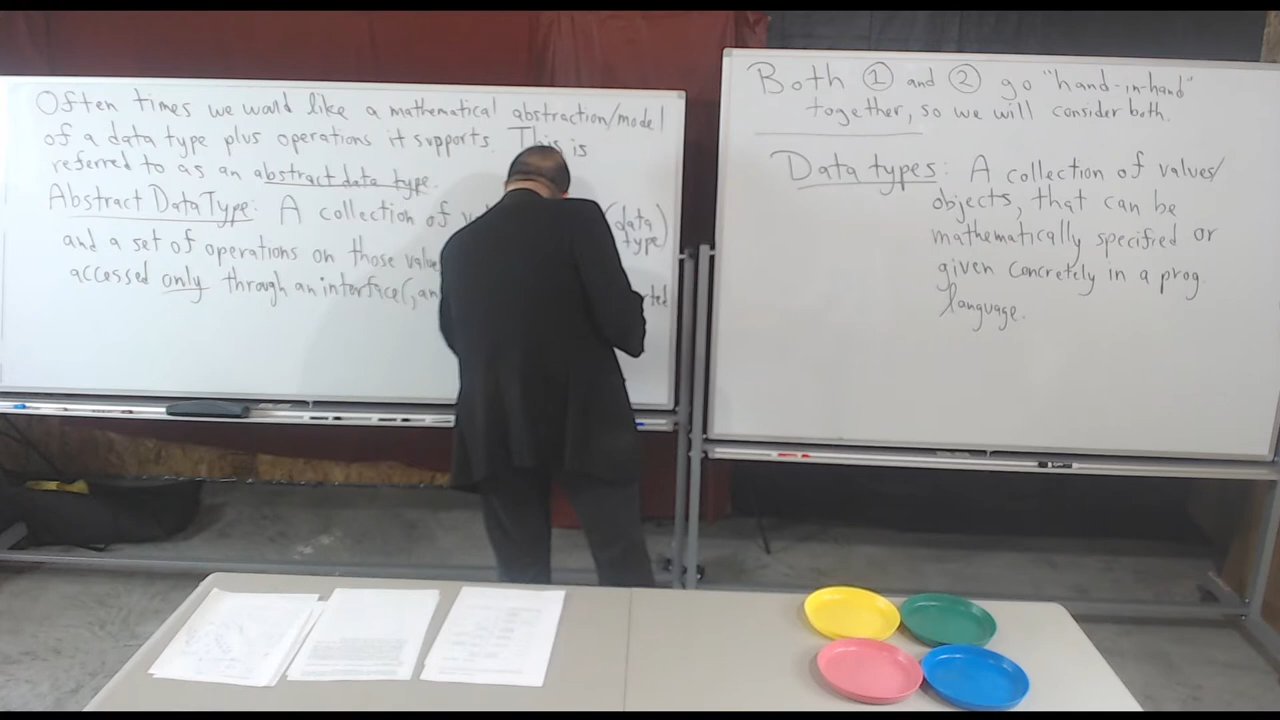 Often times we would like a mathematical abstraction/model
of a data type plus operations it supports. This is
referred to as an abstract data type.
Abstract Data Type: A collection of (data
type)
and a set of operations on those
accessed only through an interface(,
Both ① and ② go "hand-in-hand"
together, so we will consider both.
Data types: A collection of values/
objects, that can be
mathematically specified or
given concretely in a prog.
language.